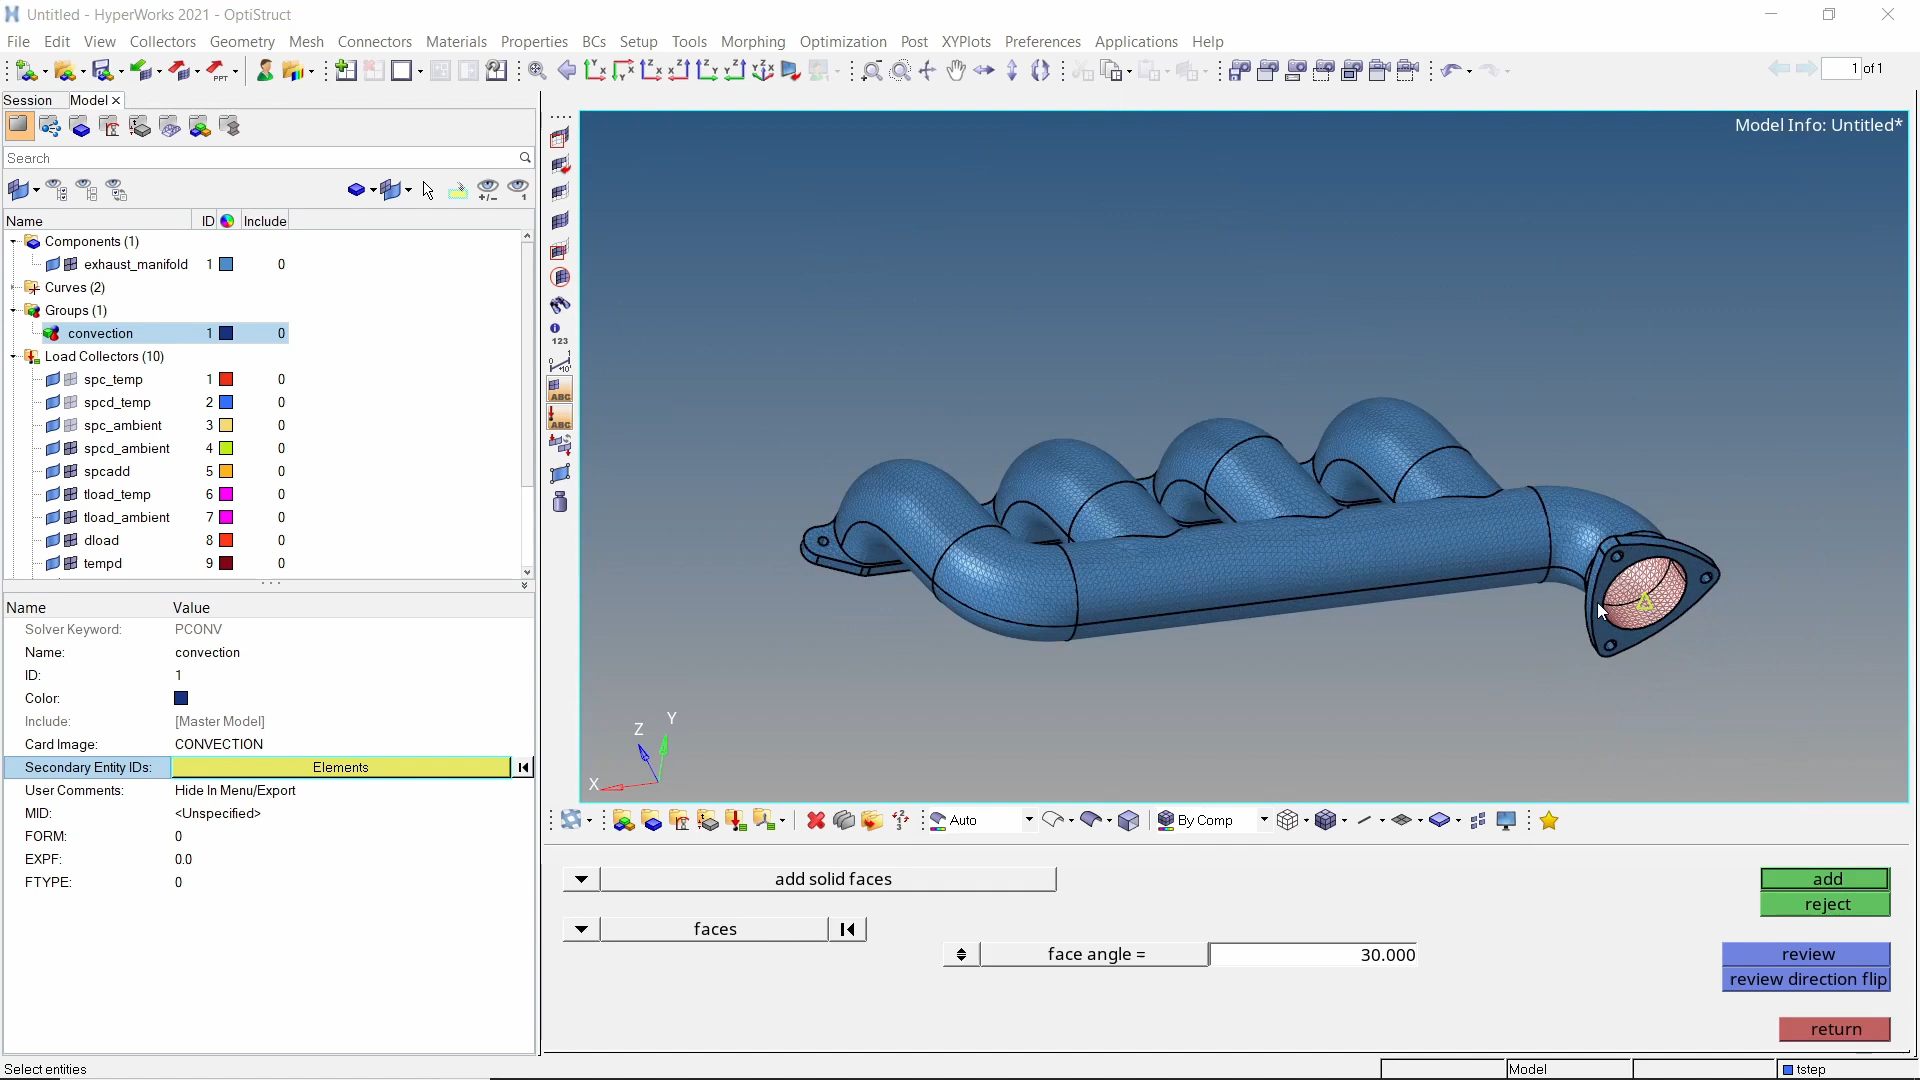 Untitled - HyperWorks 2021 - OptiStruct
File Edit View Collectors Geometry Mesh Connectors Materials Properties BCs Setup Tools Morphing Optimization Post XYPlots Preferences Applications Help
1 of 1
Session Model
Search
Name ID Include
Components (1)
exhaust_manifold 1 0
Curves (2)
Groups (1)
convection 1 0
Load Collectors (10)
spc_temp 1 0
spcd_temp 2 0
spc_ambient 3 0
spcd_ambient 4 0
spcadd 5 0
tload_temp 6 0
tload_ambient 7 0
dload 8 0
tempd 9 0
Name Value
Solver Keyword: PCONV
Name: convection
ID: 1
Color:
Include: [Master Model]
Card Image: CONVECTION
Secondary Entity IDs: Elements
User Comments: Hide In Menu/Export
MID: <Unspecified>
FORM: 0
EXPF: 0.0
FTYPE: 0
Model Info: Untitled*
Z Y
X
Auto By Comp
add solid faces
faces
face angle = 30.000
add
reject
review
review direction flip
return
Select entities Model tstep